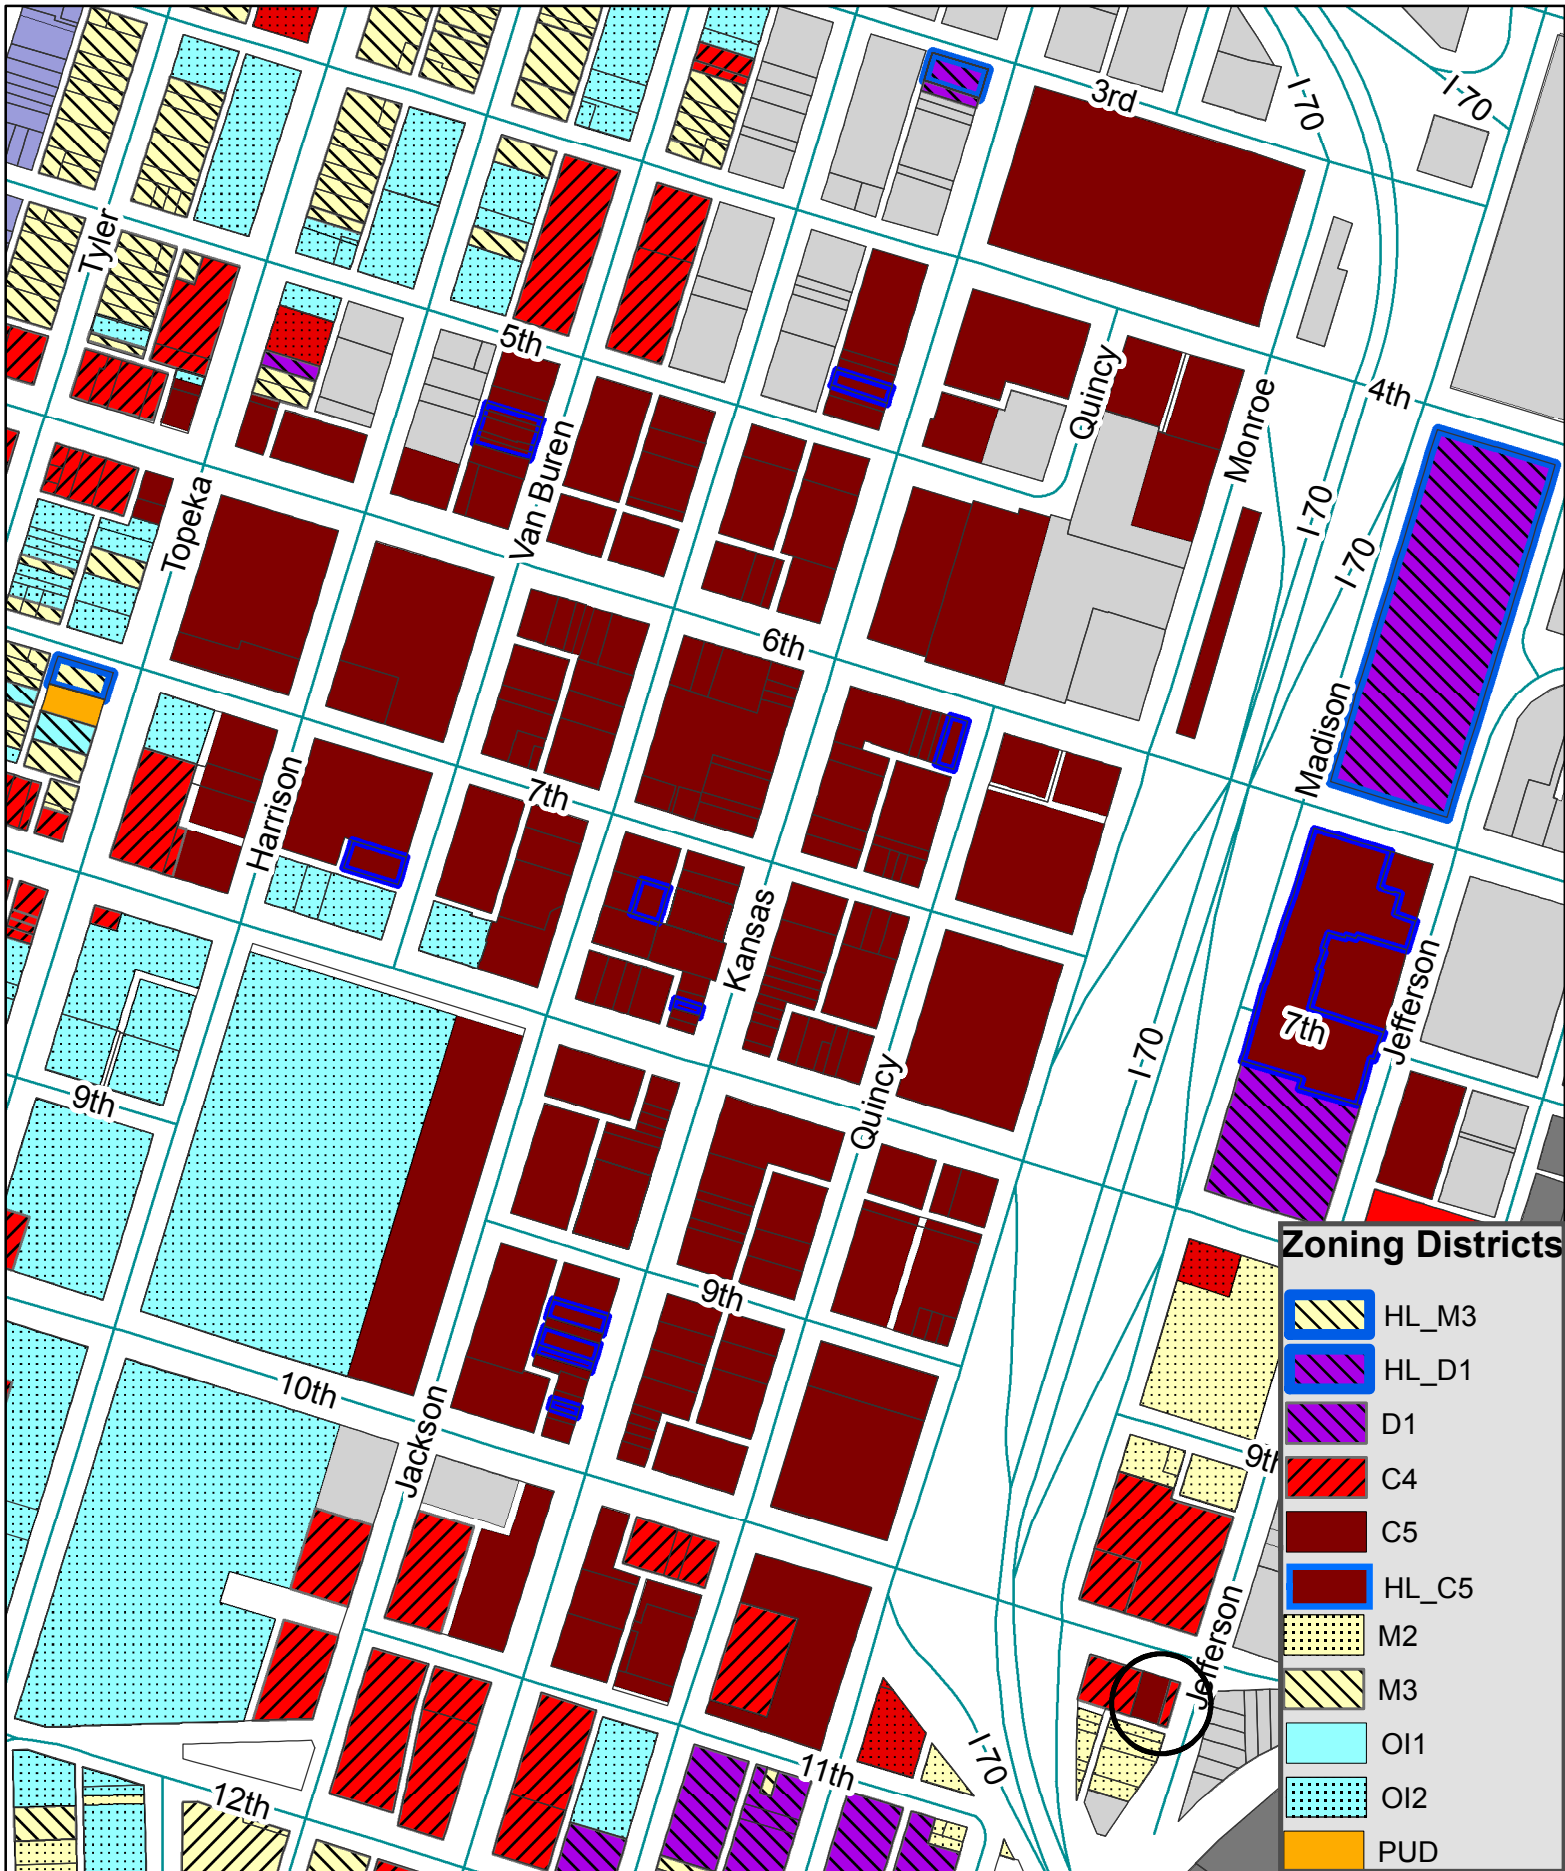 3rd
I-70
I-70
Tyler
5th
Quincy
4th
Monroe
Van Buren
Topeka
I-70
I-70
6th
Madison
7th
Harrison
Kansas
Jefferson
7th
I-70
Quincy
9th
9th
10th
Jackson
9th
Jefferson
I-70
11th
12th
Zoning Districts
HL_M3
HL_D1
D1
C4
C5
HL_C5
M2
M3
OI1
OI2
PUD